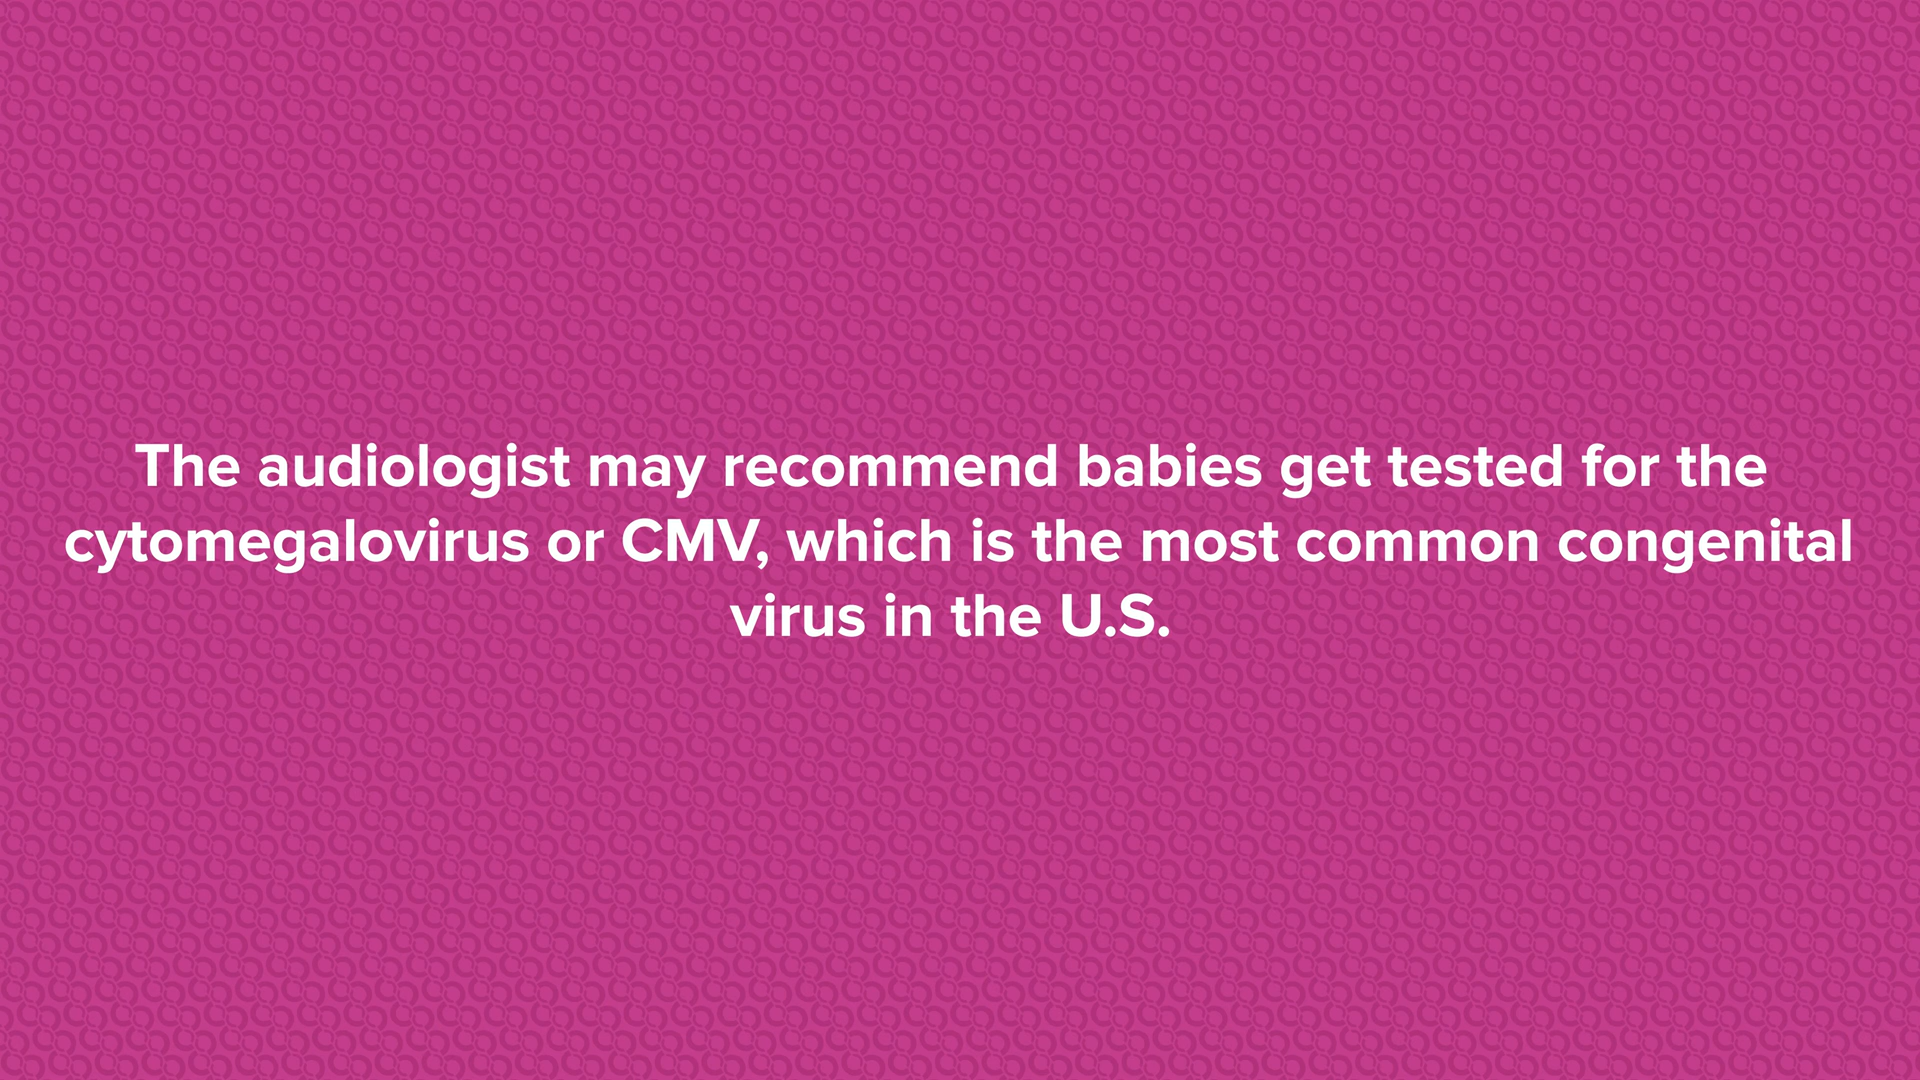 The audiologist may recommend babies get tested for the
cytomegalovirus or CMV, which is the most common congenital
virus in the U.S.